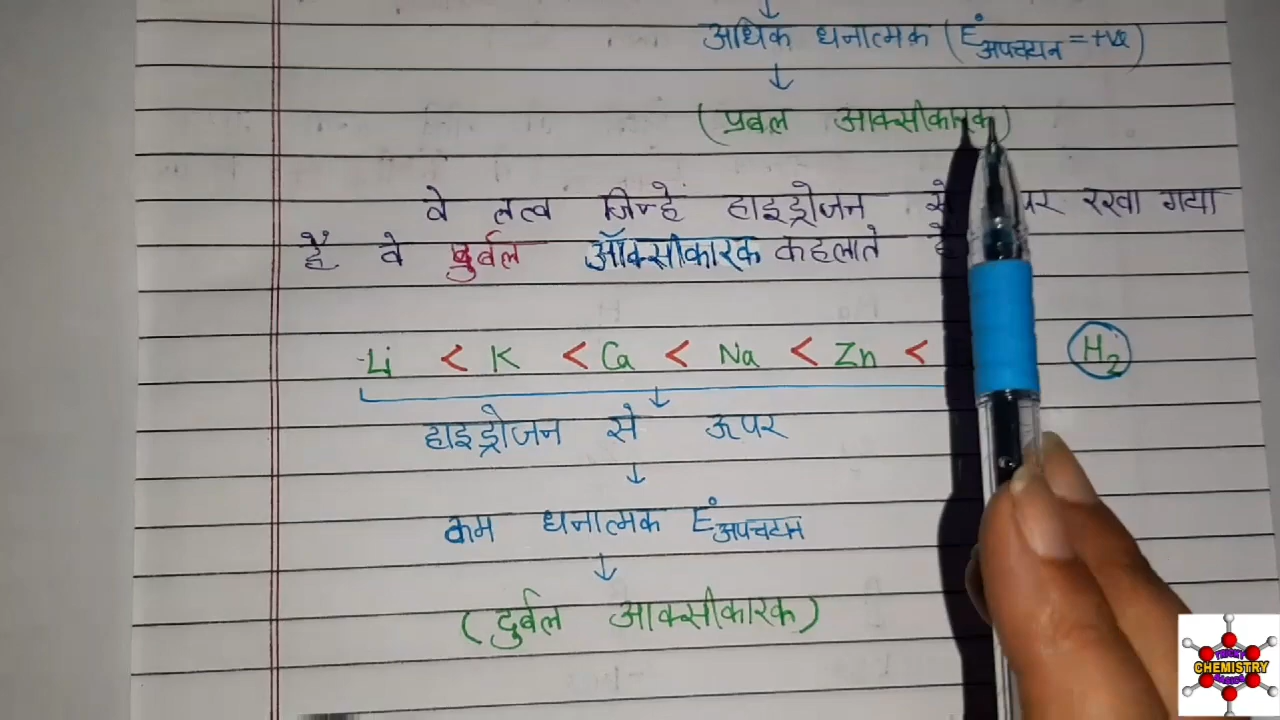 अधिक धनात्मक (E°अपचयन = +ve)
↓
(प्रबल आक्सीकारक)
वे तत्व जिन्हें हाइड्रोजन से पर रखा गया
हैं वे दुर्बल ऑक्सीकारक कहलाते है
Li < K < Ca < Na < Zn < H2
↓
हाइड्रोजन से ऊपर
↓
कम धनात्मक E°अपचयन
↓
(दुर्बल आक्सीकारक)
CHEMISTRY